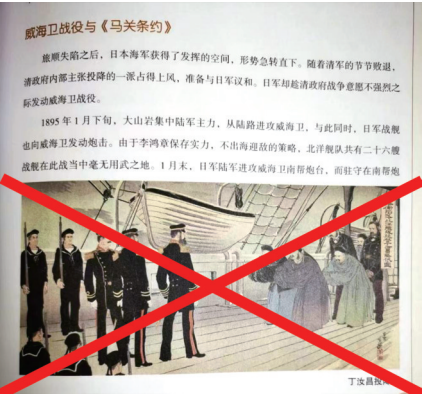 威海卫战役与《马关条约》
旅顺失陷之后，日本海军获得了发挥的空间，形势急转直下。随着清军的节节败退，
清政府内部主张投降的一派占得上风，准备与日军议和。日军却趁清政府战争意愿不强烈之
际发动威海卫战役。
1895 年 1 月下旬，大山岩集中陆军主力，从陆路进攻威海卫，与此同时，日军战舰
也向威海卫发动炮击。由于李鸿章保存实力，不出海迎敌的策略，北洋舰队共有二十六艘
战舰在此战当中毫无用武之地。1 月末，日军陆军进攻威海卫南帮炮台，而驻守在南帮炮
丁汝昌投